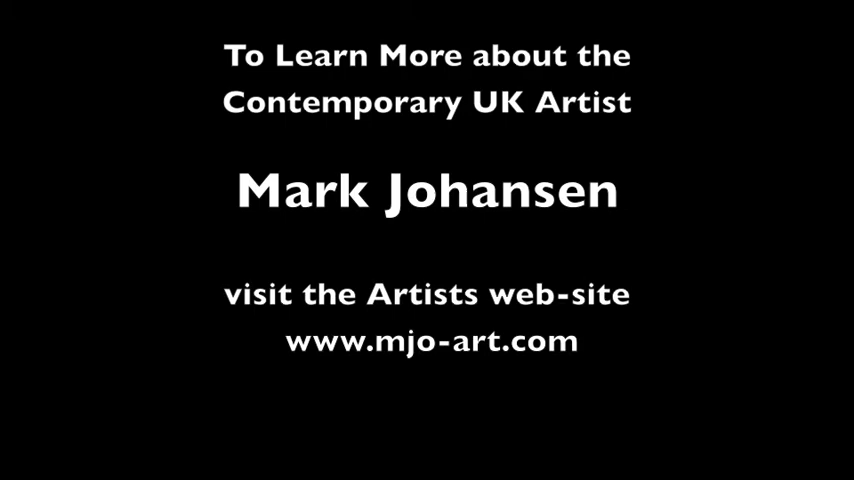 To Learn More about the
Contemporary UK Artist
Mark Johansen
visit the Artists web-site
www.mjo-art.com